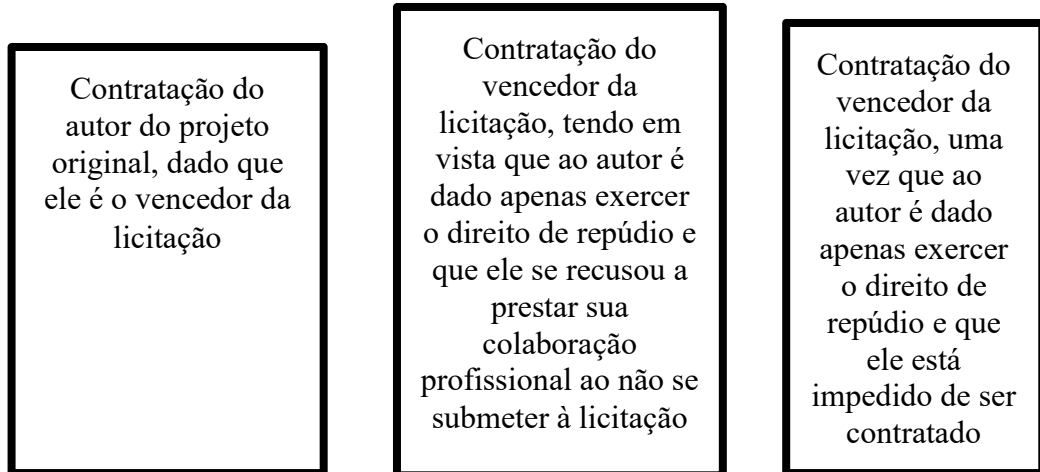 Contratação do
autor do projeto
original, dado que
ele é o vencedor da
licitação
Contratação do
vencedor da
licitação, tendo em
vista que ao autor é
dado apenas exercer
o direito de repúdio e
que ele se recusou a
prestar sua
colaboração
profissional ao não se
submeter à licitação
Contratação do
vencedor da
licitação, uma
vez que ao
autor é dado
apenas exercer
o direito de
repúdio e que
ele está
impedido de ser
contratado